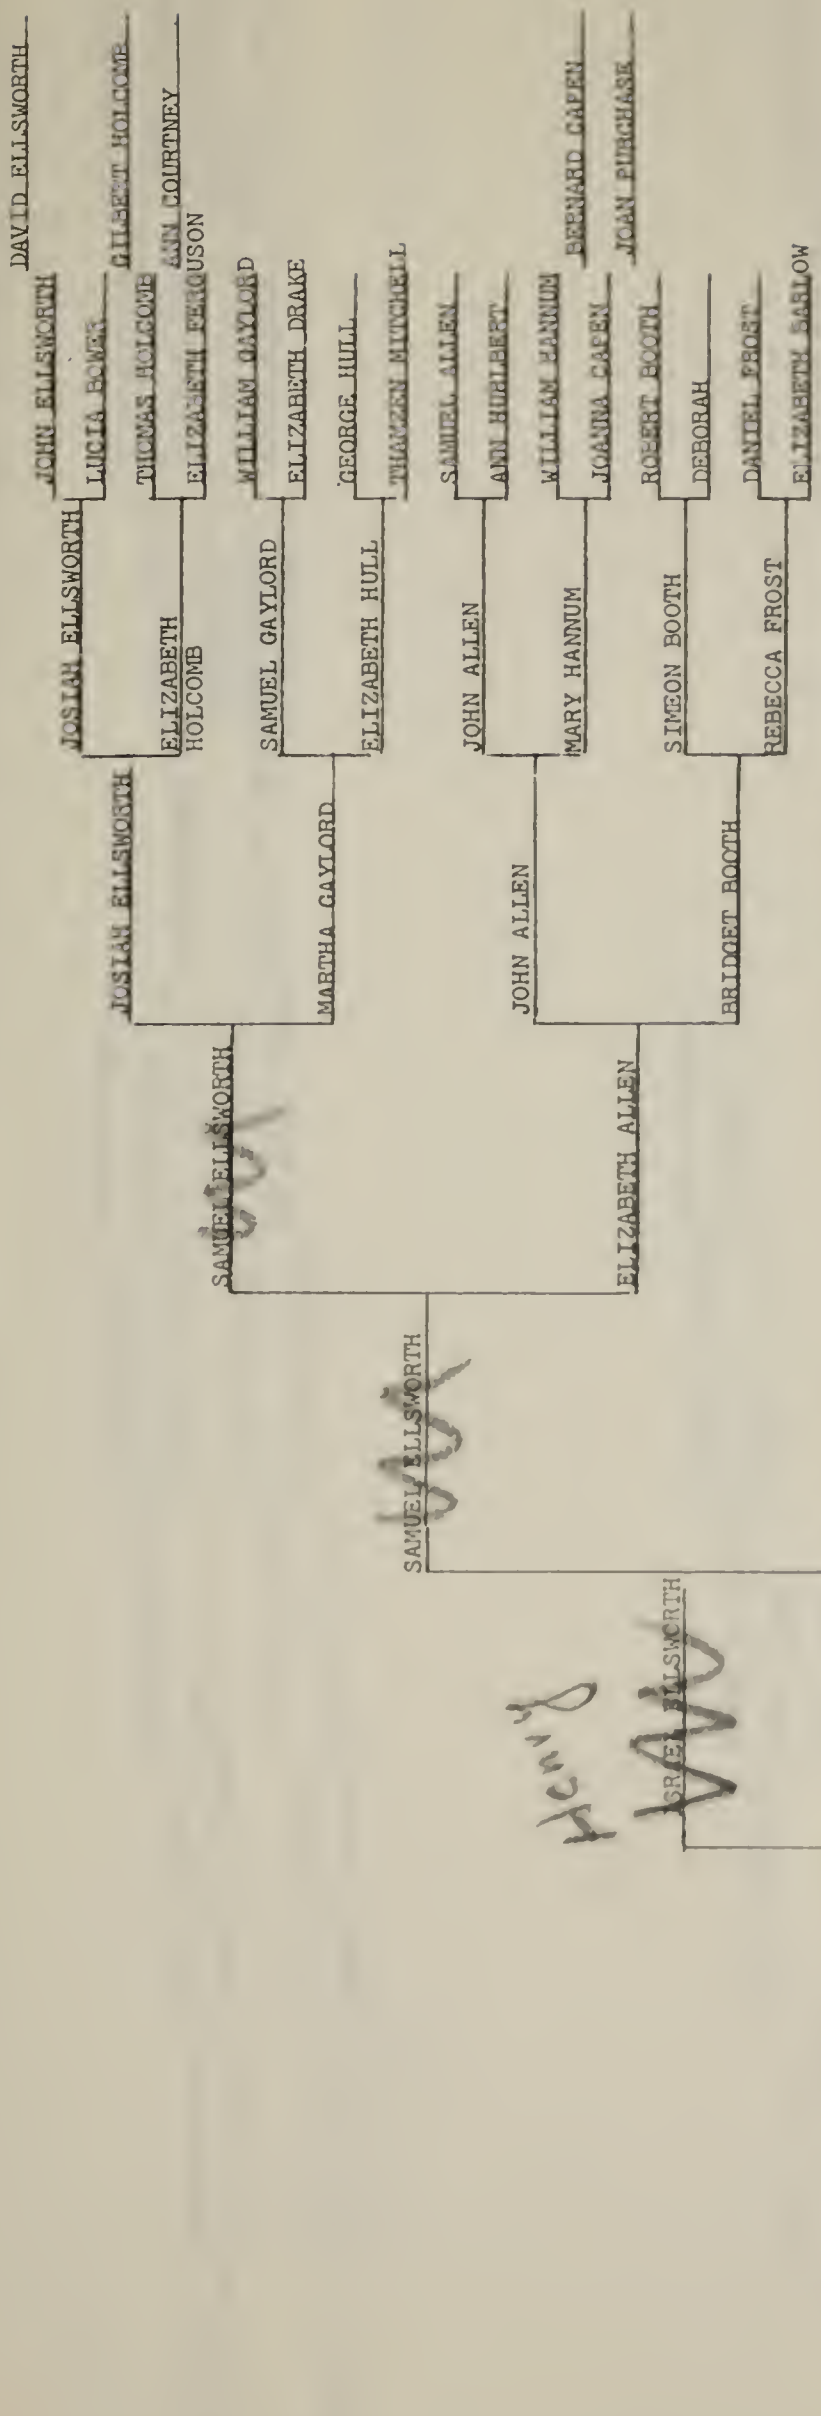 DAVID ELLSWORTH
JOHN ELLSWORTH
JOSIAH ELLSWORTH
LUCIA BOWER
JOSIAH ELLSWORTH
GILBERT HOLCOMB
THOMAS HOLCOMB
ELIZABETH
HOLCOMB
ANN COURTNEY
ELIZABETH FERGUSON
SAMUEL ELLSWORTH
WILLIAM GAYLORD
SAMUEL GAYLORD
ELIZABETH DRAKE
MARTHA GAYLORD
GEORGE HULL
ELIZABETH HULL
THAMZEN MITCHELL
SAMUEL ELLSWORTH
SAMUEL ALLEN
JOHN ALLEN
ANN HURLBERT
JOHN ALLEN
WILLIAM HANNUM
MARY HANNUM
BERNARD CAPEN
JOANNA CAPEN
JOAN PURCHASE
ELIZABETH ALLEN
ROBERT BOOTH
SIMEON BOOTH
DEBORAH
BRIDGET BOOTH
DANIEL FROST
REBECCA FROST
ELIZABETH BARLOW
Henry
ISRAEL ELLSWORTH